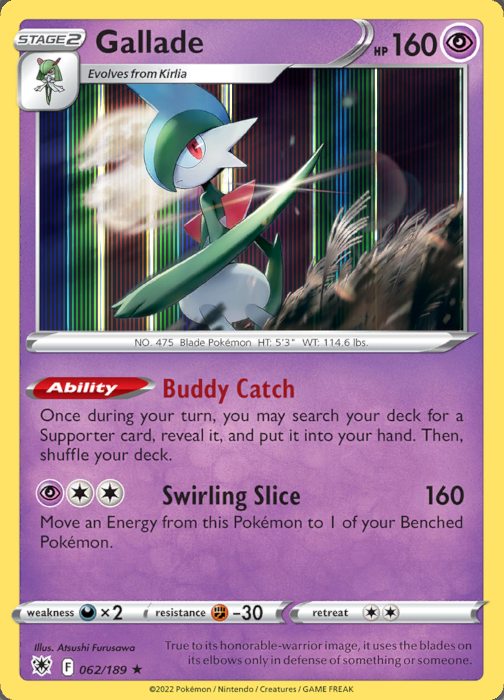 STAGE 2
Gallade
HP 160
Evolves from Kirlia
NO. 475 Blade Pokémon HT: 5'3" WT: 114.6 lbs.
Ability Buddy Catch
Once during your turn, you may search your deck for a
Supporter card, reveal it, and put it into your hand. Then,
shuffle your deck.
Swirling Slice 160
Move an Energy from this Pokémon to 1 of your Benched
Pokémon.
weakness ×2 resistance -30 retreat
Illus. Atsushi Furusawa
True to its honorable-warrior image, it uses the blades on
its elbows only in defense of something or someone.
F 062/189 ★
©2022 Pokémon / Nintendo / Creatures / GAME FREAK